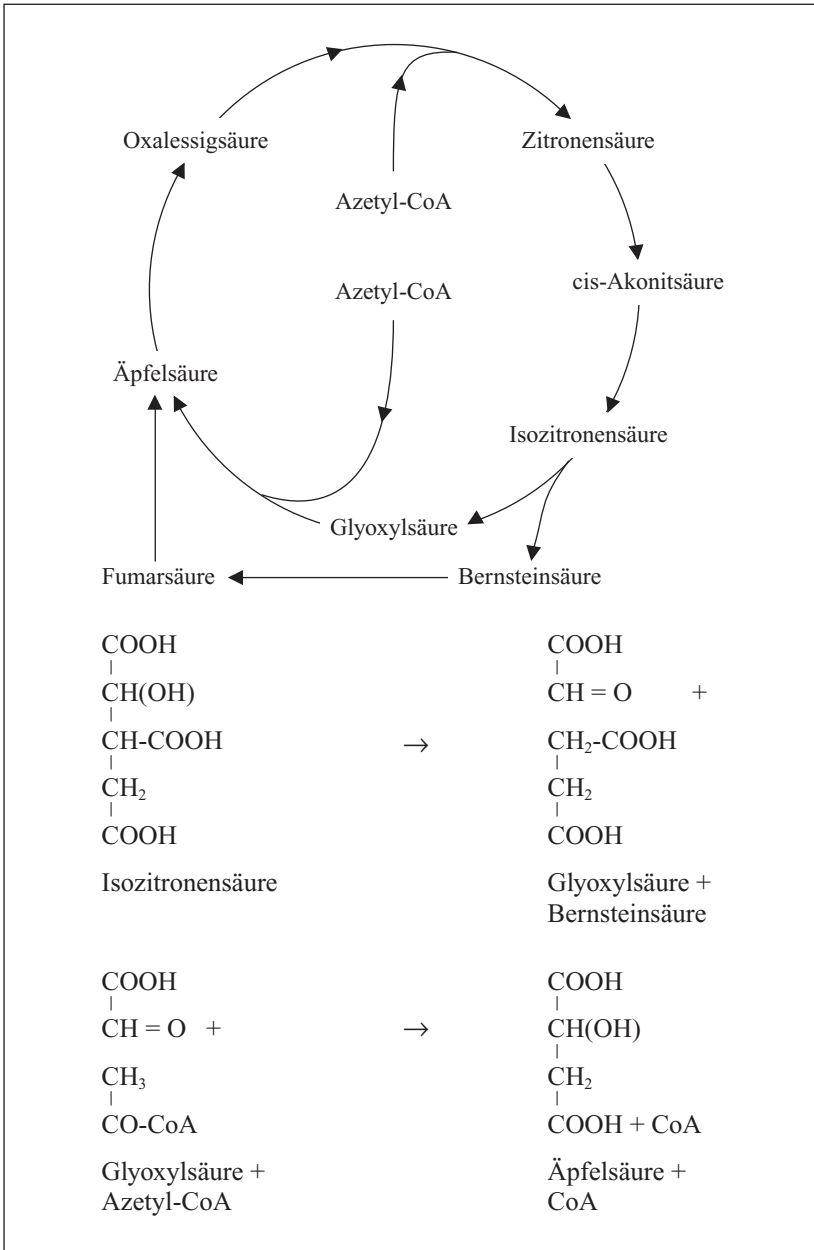 Oxalessigsäure
Zitronensäure
Azetyl-CoA
Azetyl-CoA
cis-Akonitsäure
Äpfelsäure
Isozitronensäure
Glyoxylsäure
Fumarsäure
Bernsteinsäure
COOH
CH(OH)
CH-COOH
CH₂
COOH
Isozitronensäure
→
COOH
CH = O +
CH₂-COOH
CH₂
COOH
Glyoxylsäure +
Bernsteinsäure
COOH
CH = O +
CH₃
CO-CoA
Glyoxylsäure +
Azetyl-CoA
→
COOH
CH(OH)
CH₂
COOH + CoA
Äpfelsäure +
CoA